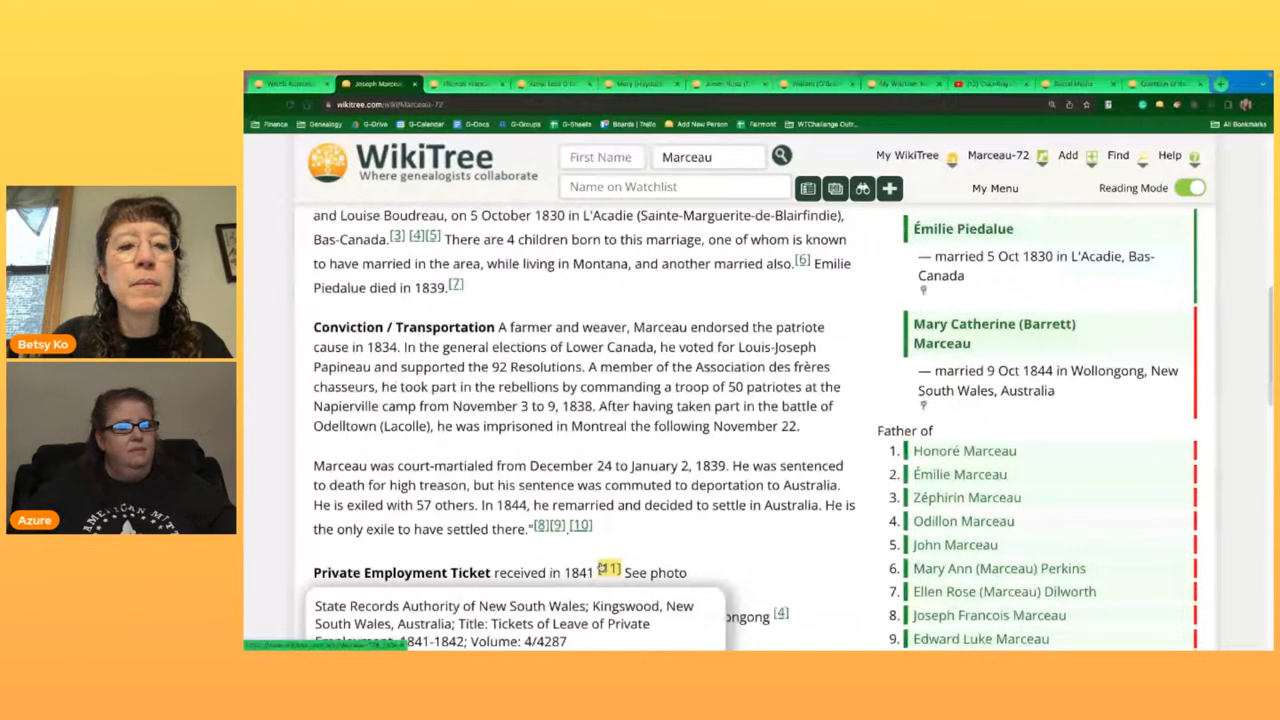 Joseph Marceau
wikitree.com/wiki/Marceau-72
Finance
Genealogy
G-Drive
G-Calendar
G-Docs
G-Groups
G-Sheets
Boards | Trello
Add New Person
Fairmont
WTChallenge Outr...
All Bookmarks
WikiTree
Where genealogists collaborate
First Name
Marceau
My WikiTree
Marceau-72
Add
Find
Help
Name on Watchlist
My Menu
Reading Mode
and Louise Boudreau, on 5 October 1830 in L'Acadie (Sainte-Marguerite-de-Blairfindie),
Bas-Canada.[3] [4][5] There are 4 children born to this marriage, one of whom is known
to have married in the area, while living in Montana, and another married also.[6] Emilie
Piedalue died in 1839.[7]
Conviction / Transportation A farmer and weaver, Marceau endorsed the patriote
cause in 1834. In the general elections of Lower Canada, he voted for Louis-Joseph
Papineau and supported the 92 Resolutions. A member of the Association des frères
chasseurs, he took part in the rebellions by commanding a troop of 50 patriotes at the
Napierville camp from November 3 to 9, 1838. After having taken part in the battle of
Odelltown (Lacolle), he was imprisoned in Montreal the following November 22.
Marceau was court-martialed from December 24 to January 2, 1839. He was sentenced
to death for high treason, but his sentence was commuted to deportation to Australia.
He is exiled with 57 others. In 1844, he remarried and decided to settle in Australia. He is
the only exile to have settled there."[8][9].[10]
Private Employment Ticket received in 1841 [11] See photo
ongong [4]
State Records Authority of New South Wales; Kingswood, New
South Wales, Australia; Title: Tickets of Leave of Private
Employment, 1841-1842; Volume: 4/4287
Émilie Piedalue
— married 5 Oct 1830 in L'Acadie, Bas-
Canada
Mary Catherine (Barrett)
Marceau
— married 9 Oct 1844 in Wollongong, New
South Wales, Australia
Father of
1. Honoré Marceau
2. Émilie Marceau
3. Zéphirin Marceau
4. Odillon Marceau
5. John Marceau
6. Mary Ann (Marceau) Perkins
7. Ellen Rose (Marceau) Dilworth
8. Joseph Francois Marceau
9. Edward Luke Marceau
Betsy Ko
Azure